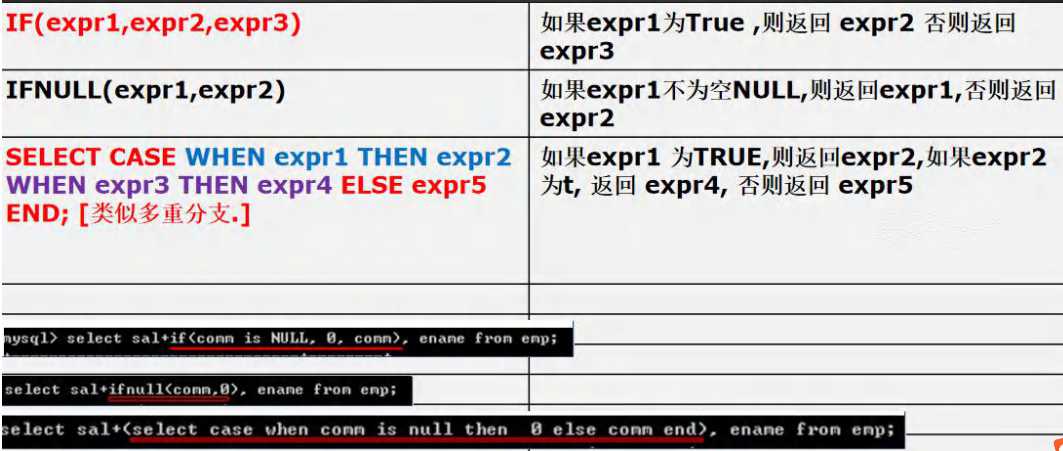 IF(expr1,expr2,expr3)
如果expr1为True ,则返回 expr2 否则返回
expr3
IFNULL(expr1,expr2)
如果expr1不为空NULL,则返回expr1,否则返回
expr2
SELECT CASE WHEN expr1 THEN expr2
WHEN expr3 THEN expr4 ELSE expr5
END; [类似多重分支.]
如果expr1 为TRUE,则返回expr2,如果expr2
为t, 返回 expr4, 否则返回 expr5
mysql> select sal+if(comm is NULL, 0, comm), ename from emp;
select sal+ifnull(comm,0), ename from emp;
select sal+(select case when comm is null then  0 else comm end), ename from emp;